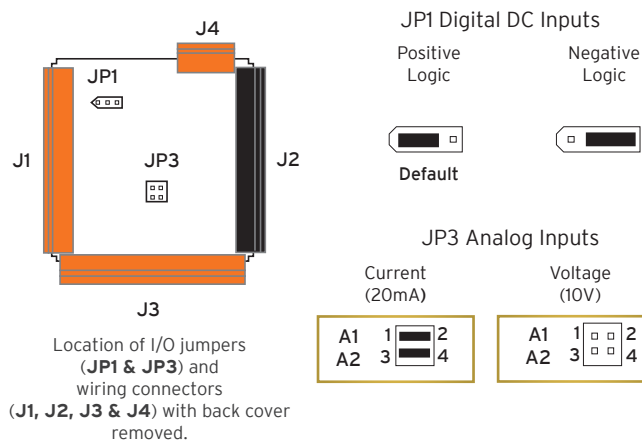 J4
JP1
J1
JP3
J2
J3
Location of I/O jumpers
(JP1 & JP3) and
wiring connectors
(J1, J2, J3 & J4) with back cover
removed.
JP1 Digital DC Inputs
Positive
Logic
Negative
Logic
Default
JP3 Analog Inputs
Current
(20mA)
Voltage
(10V)
A1 1 2
A2 3 4
A1 1 2
A2 3 4